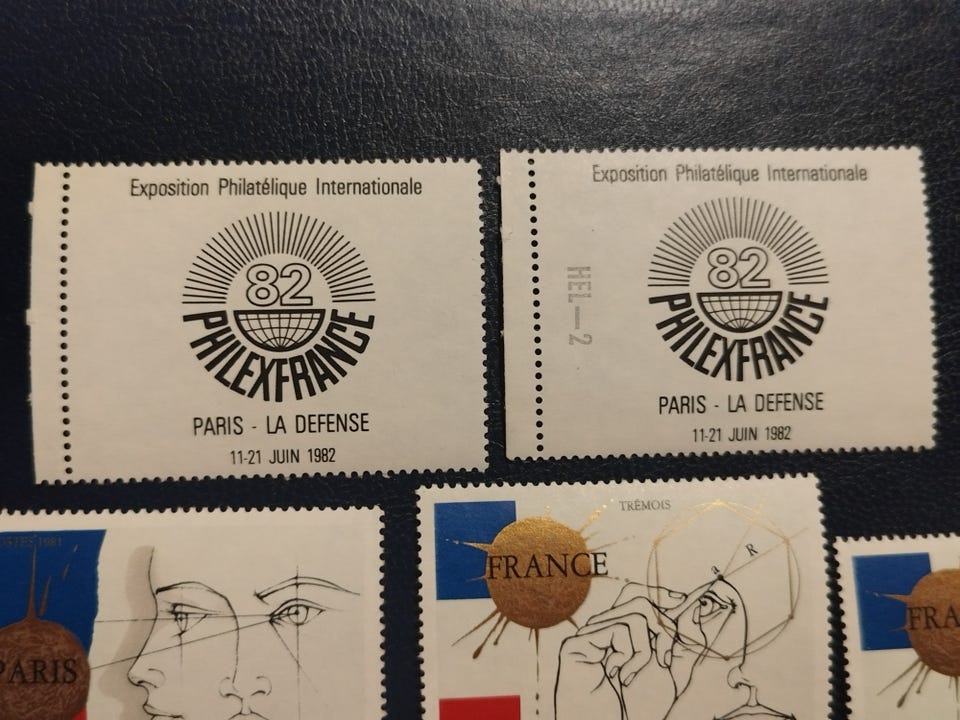 Exposition Philatélique Internationale
82
PHILEXFRANCE
PARIS - LA DEFENSE
11-21 JUIN 1982
Exposition Philatélique Internationale
HEL—2
82
PHILEXFRANCE
PARIS - LA DEFENSE
11-21 JUIN 1982
1981
PARIS
TRÉMOIS
FRANCE
a
R